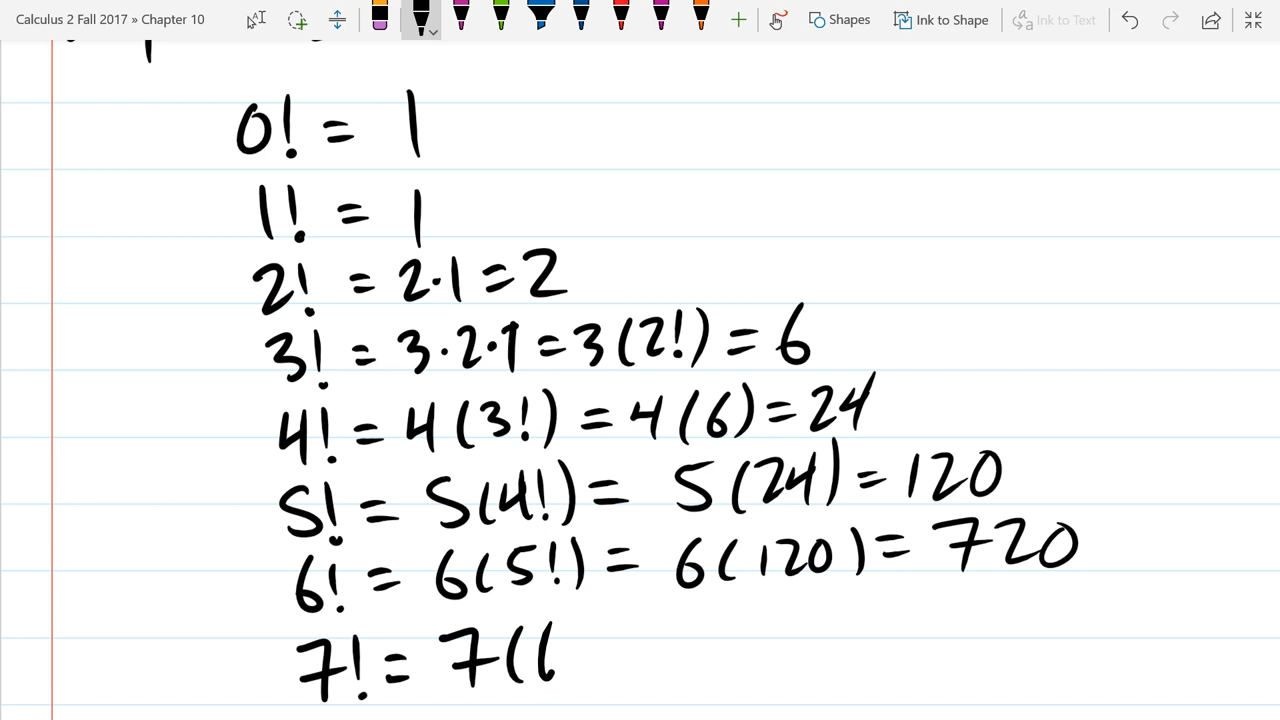 Calculus 2 Fall 2017 » Chapter 10 Shapes Ink to Shape Ink to Text
0! = 1
1! = 1
2! = 2·1 = 2
3! = 3·2·1 = 3(2!) = 6
4! = 4(3!) = 4(6) = 24
5! = 5(4!) = 5(24) = 120
6! = 6(5!) = 6(120) = 720
7! = 7(